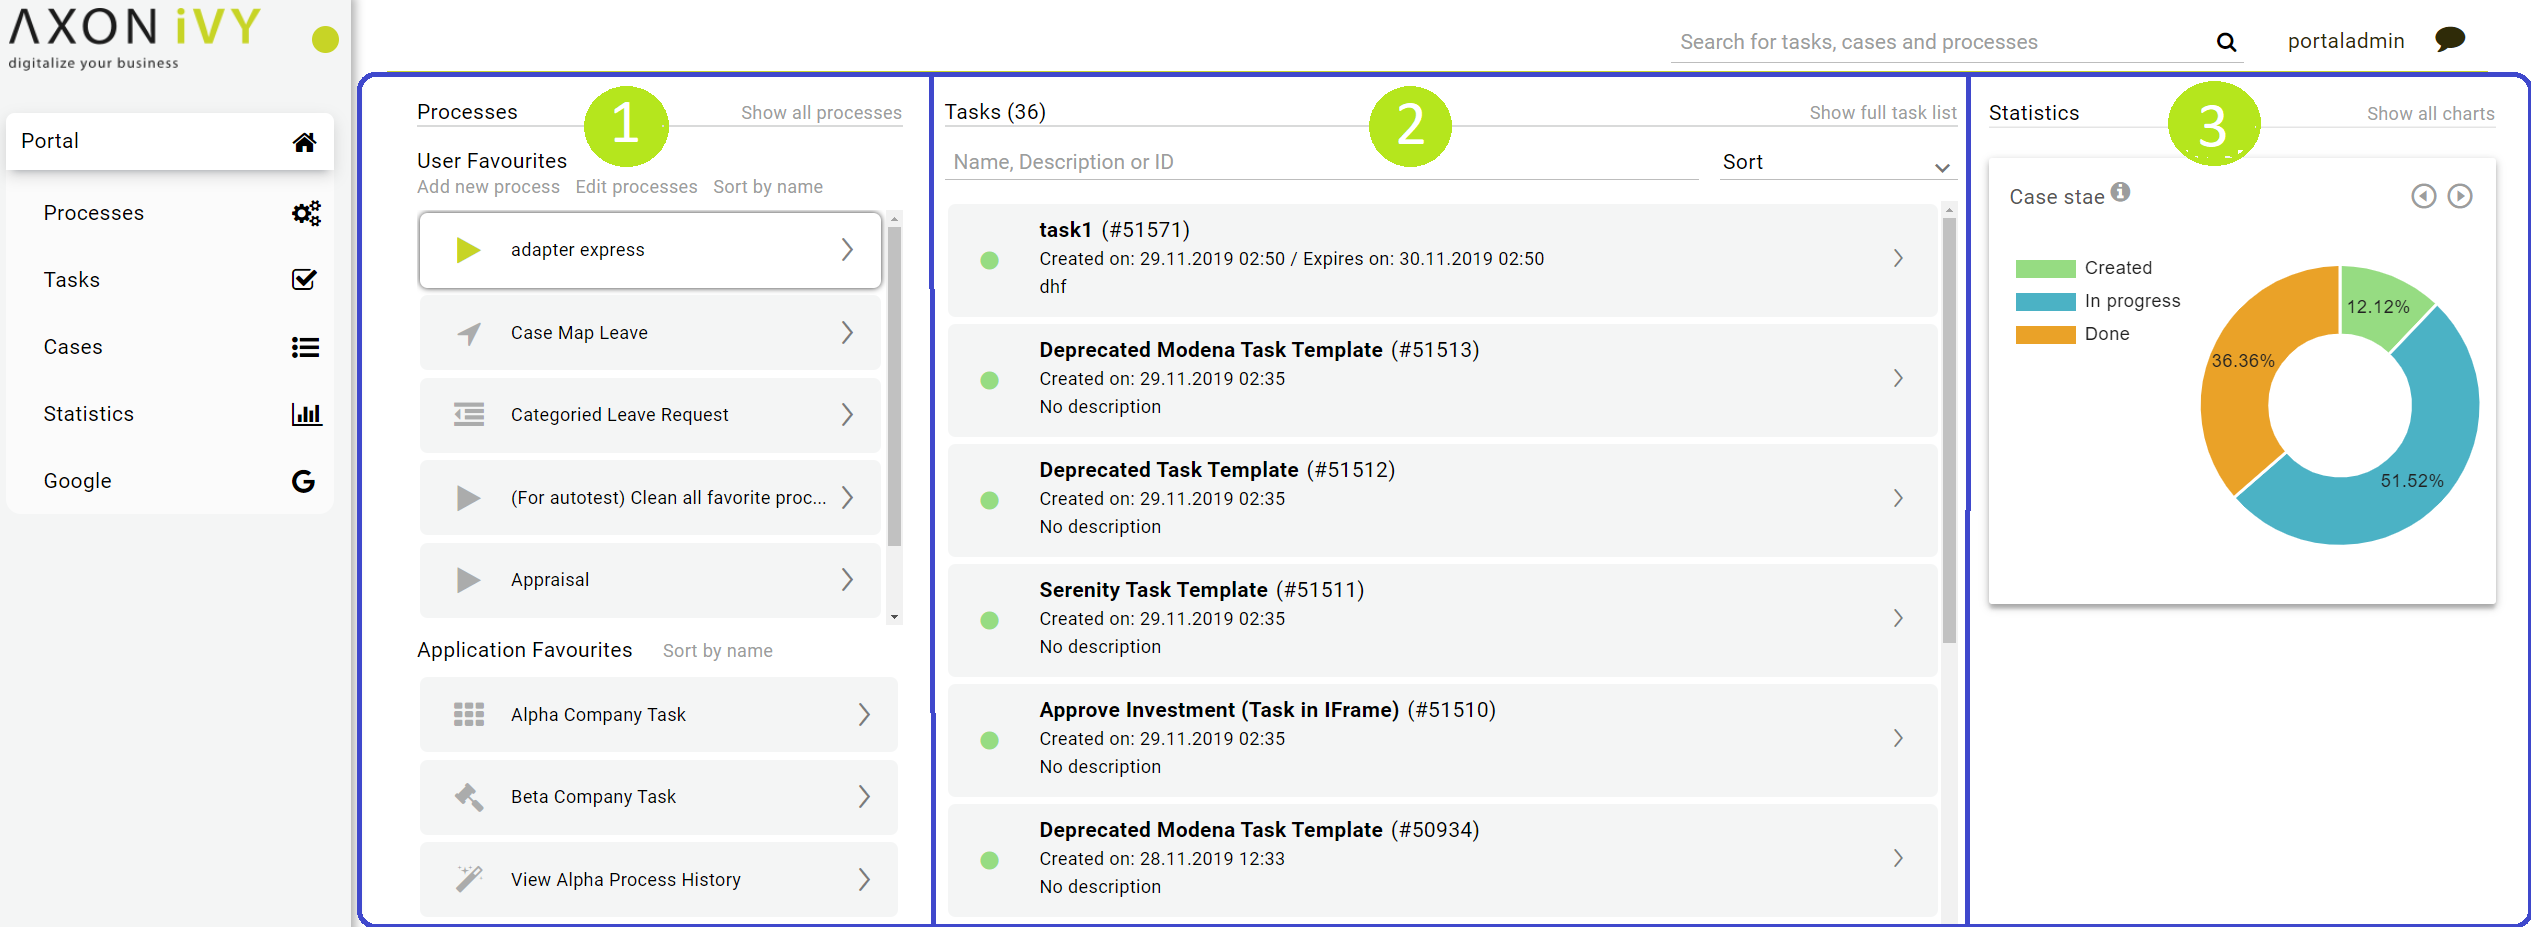 AXON iVY
digitalize your business
Search for tasks, cases and processes
portaladmin
Portal
Processes
Tasks
Cases
Statistics
Google
G
Processes
1
Show all processes
User Favourites
Add new process Edit processes Sort by name
adapter express
Case Map Leave
Categoried Leave Request
(For autotest) Clean all favorite proc...
Appraisal
Application Favourites Sort by name
Alpha Company Task
Beta Company Task
View Alpha Process History
Tasks (36)
2
Show full task list
Name, Description or ID
Sort
task1 (#51571)
Created on: 29.11.2019 02:50 / Expires on: 30.11.2019 02:50
dhf
Deprecated Modena Task Template (#51513)
Created on: 29.11.2019 02:35
No description
Deprecated Task Template (#51512)
Created on: 29.11.2019 02:35
No description
Serenity Task Template (#51511)
Created on: 29.11.2019 02:35
No description
Approve Investment (Task in IFrame) (#51510)
Created on: 29.11.2019 02:35
No description
Deprecated Modena Task Template (#50934)
Created on: 28.11.2019 12:33
No description
Statistics
3
Show all charts
Case stae
Created
In progress
Done
12.12%
36.36%
51.52%